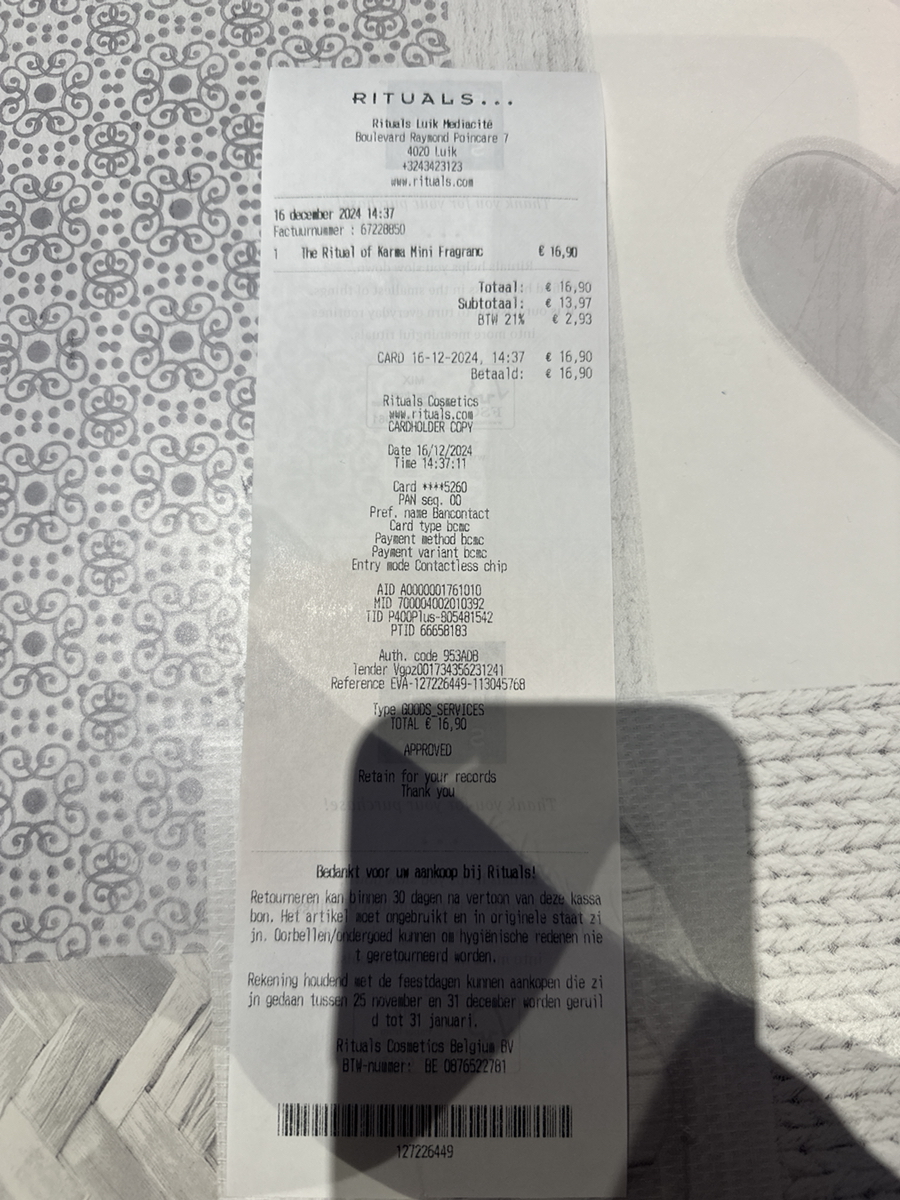 RITUALS...
Rituals Luik Mediacité
Boulevard Raymond Poincare 7
4020 Luik
+3243423123
www.rituals.com
16 december 2024 14:37
Factuurnummer : 67228850
1 The Ritual of Karma Mini Fragranc € 16,90
Totaal: € 16,90
Subtotaal: € 13,97
BTW 21% € 2,93
CARD 16-12-2024, 14:37 € 16,90
Betaald: € 16,90
Rituals Cosmetics
www.rituals.com
CARDHOLDER COPY
Date 16/12/2024
Time 14:37:11
Card ****5260
PAN seq. 00
Pref. name Bancontact
Card type bcmc
Payment method bcmc
Payment variant bcmc
Entry mode Contactless chip
AID A0000001761010
MID 700004002010392
TID P400Plus-805481542
PTID 66658183
Auth. code 953A0B
Tender Vgoz001734356231241
Reference EVA-127226449-113045768
Type GOODS_SERVICES
TOTAL € 16,90
APPROVED
Retain for your records
Thank you
Bedankt voor uw aankoop bij Rituals!
Retourneren kan binnen 30 dagen na vertoon van deze kassa
bon. Het artikel moet ongebruikt en in originele staat zi
jn. Oorbellen/ondergoed kunnen om hygiënische redenen nie
t geretourneerd worden.
Rekening houdend met de feestdagen kunnen aankopen die zi
jn gedaan tussen 25 november en 31 december worden geruil
d tot 31 januari.
Rituals Cosmetics Belgium BV
BTW-nummer: BE 0876522781
127226449